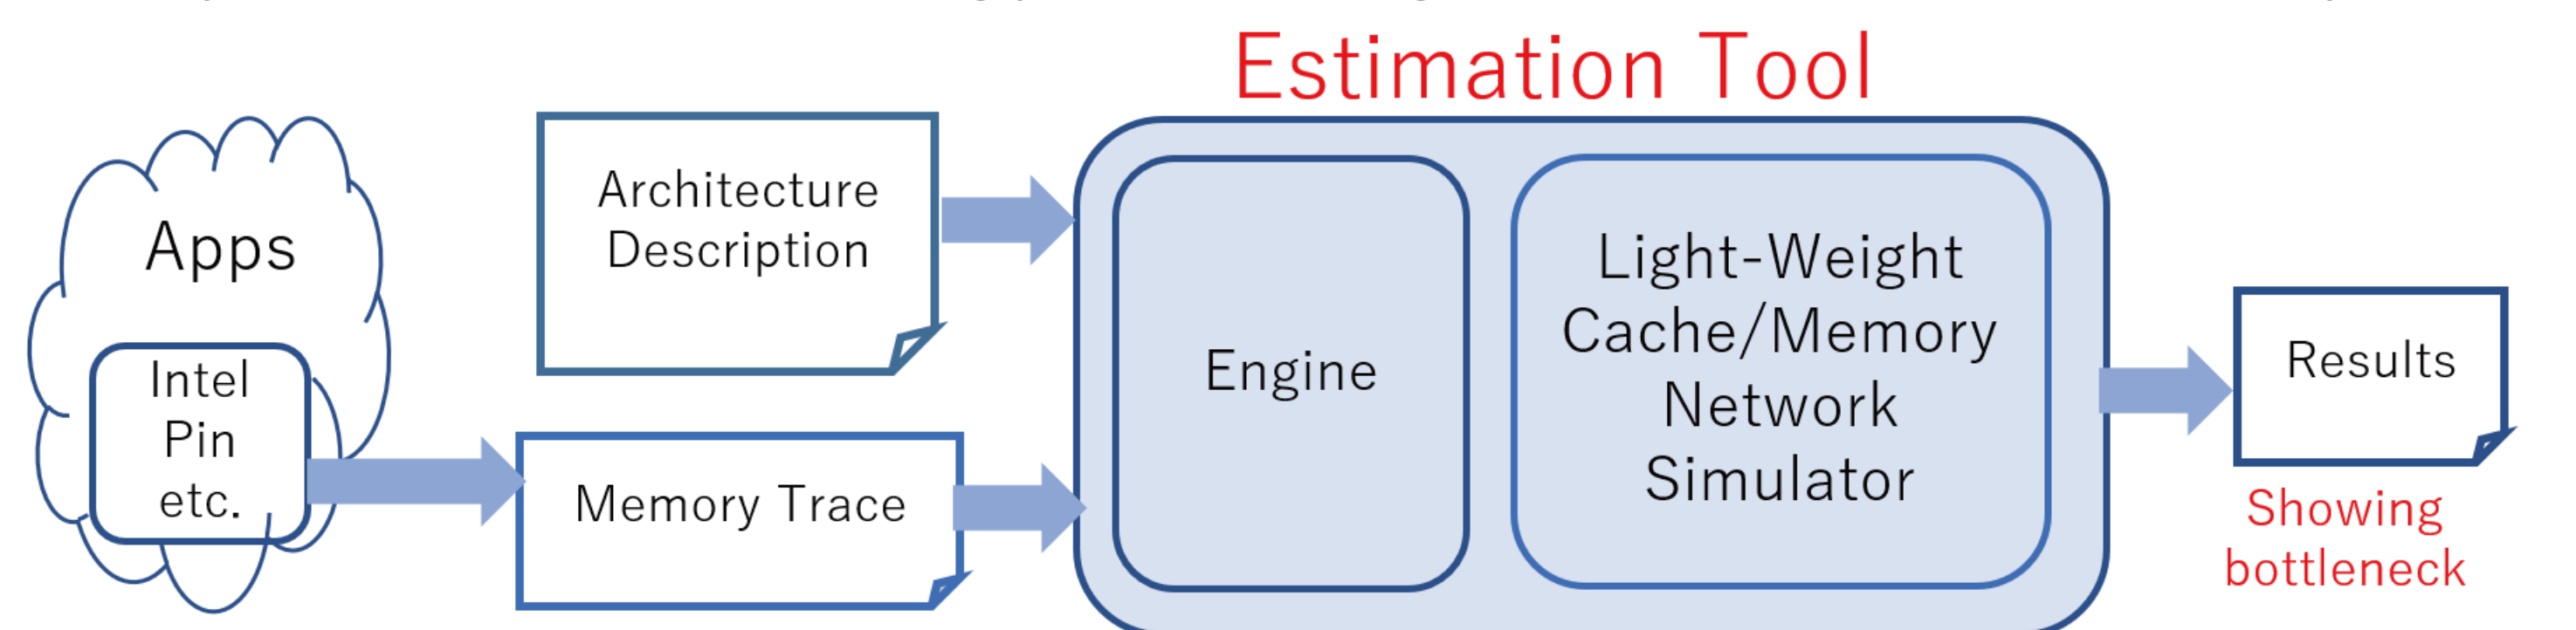 Estimation Tool
Apps
Intel
Pin
etc.
Architecture
Description
Memory Trace
Engine
Light-Weight
Cache/Memory
Network
Simulator
Results
Showing
bottleneck